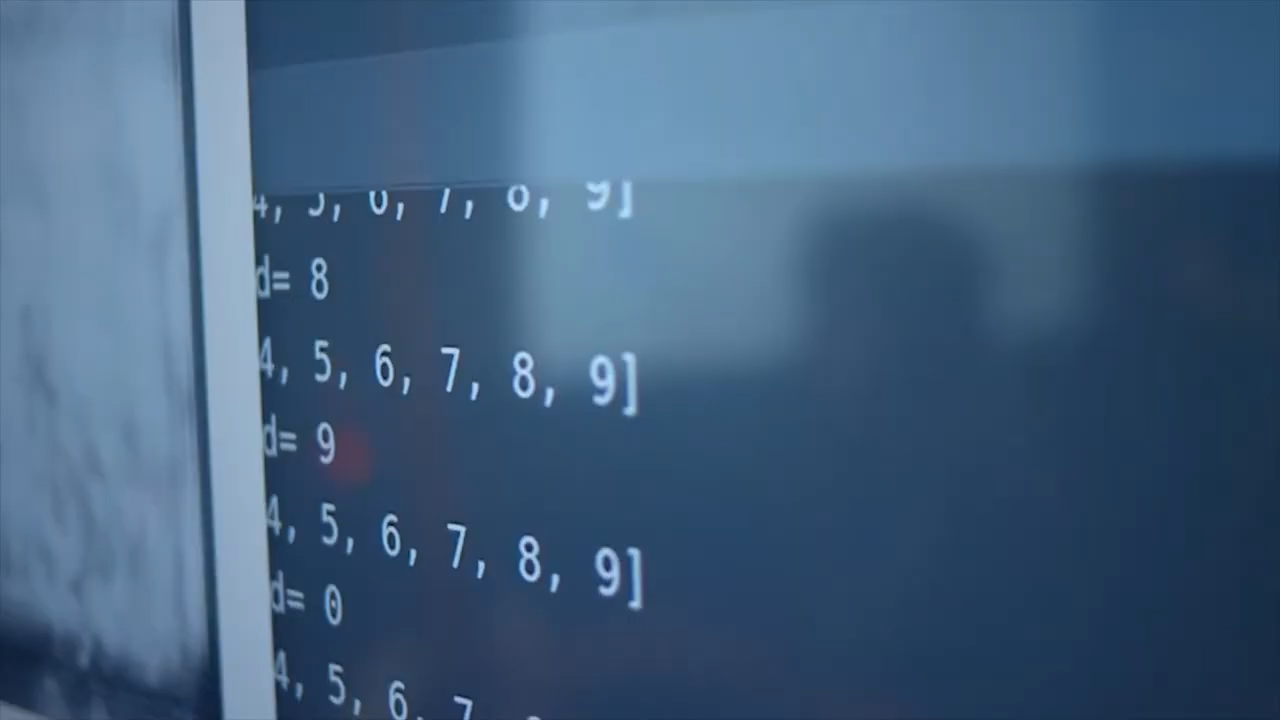 4, 5, 6, 7, 8, 9]
d= 8
4, 5, 6, 7, 8, 9]
d= 9
4, 5, 6, 7, 8, 9]
d= 0
4, 5, 6, 7